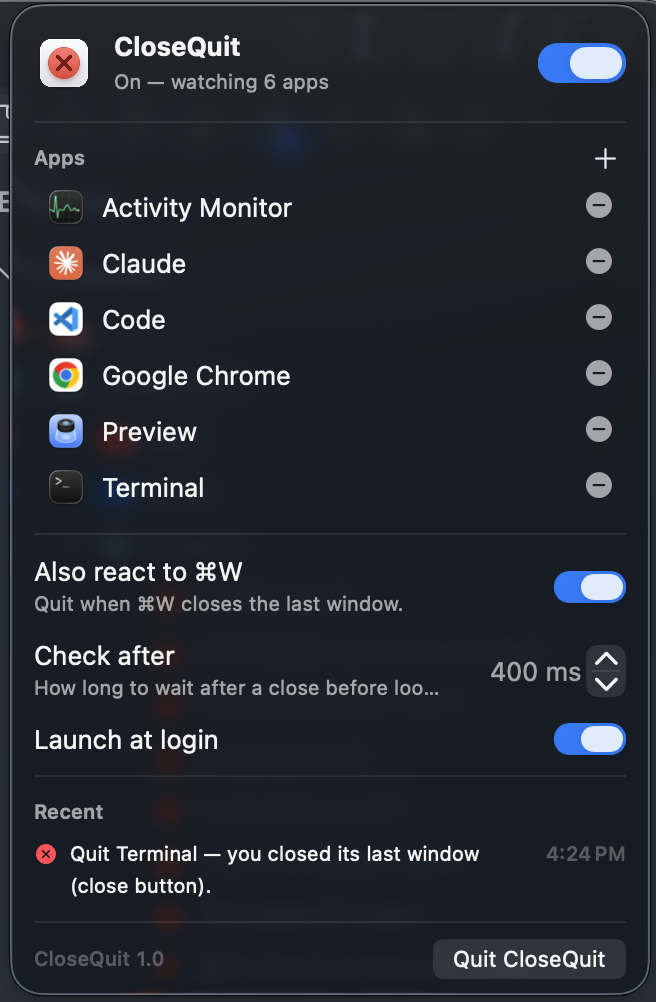 CloseQuit
On — watching 6 apps
Apps
Activity Monitor
Claude
Code
Google Chrome
Preview
>_
Terminal
Also react to ⌘W
Quit when ⌘W closes the last window.
Check after
How long to wait after a close before loo...
400 ms
Launch at login
Recent
Quit Terminal — you closed its last window
(close button).
4:24 PM
CloseQuit 1.0
Quit CloseQuit